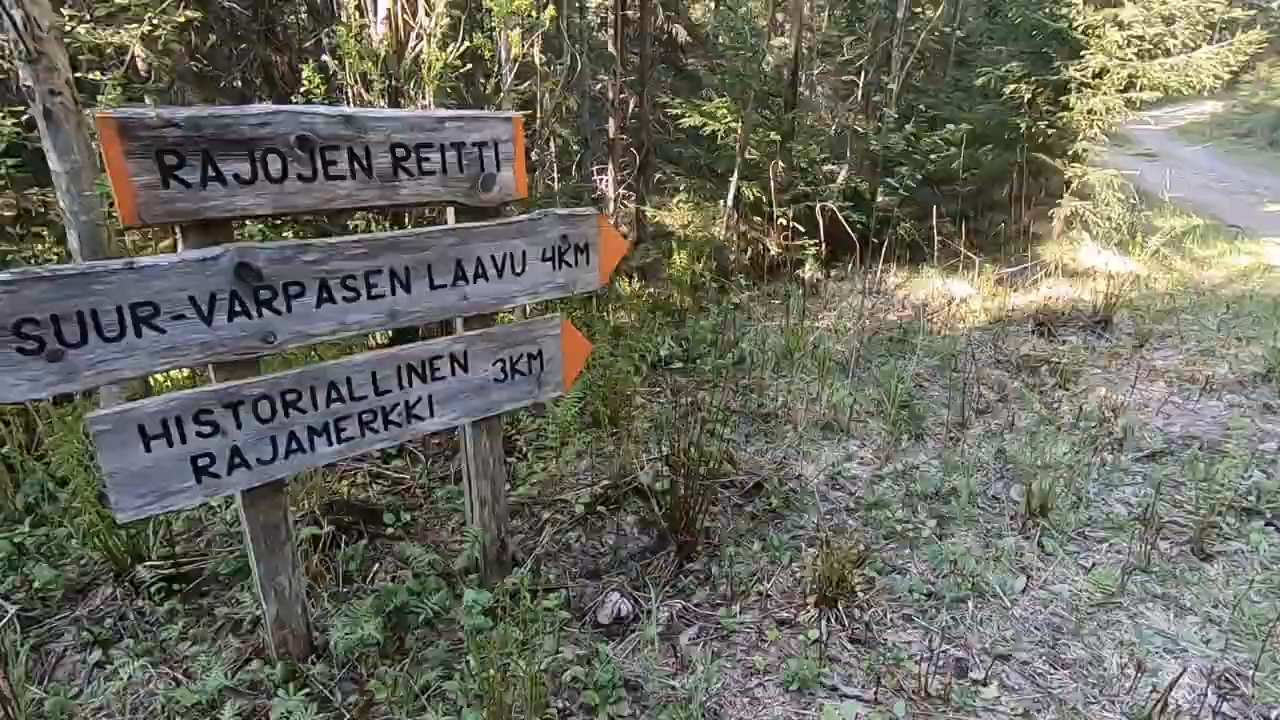 RAJOJEN REITTI
SUUR-VARPASEN LAAVU 4KM
HISTORIALLINEN 3KM
RAJAMERKKI